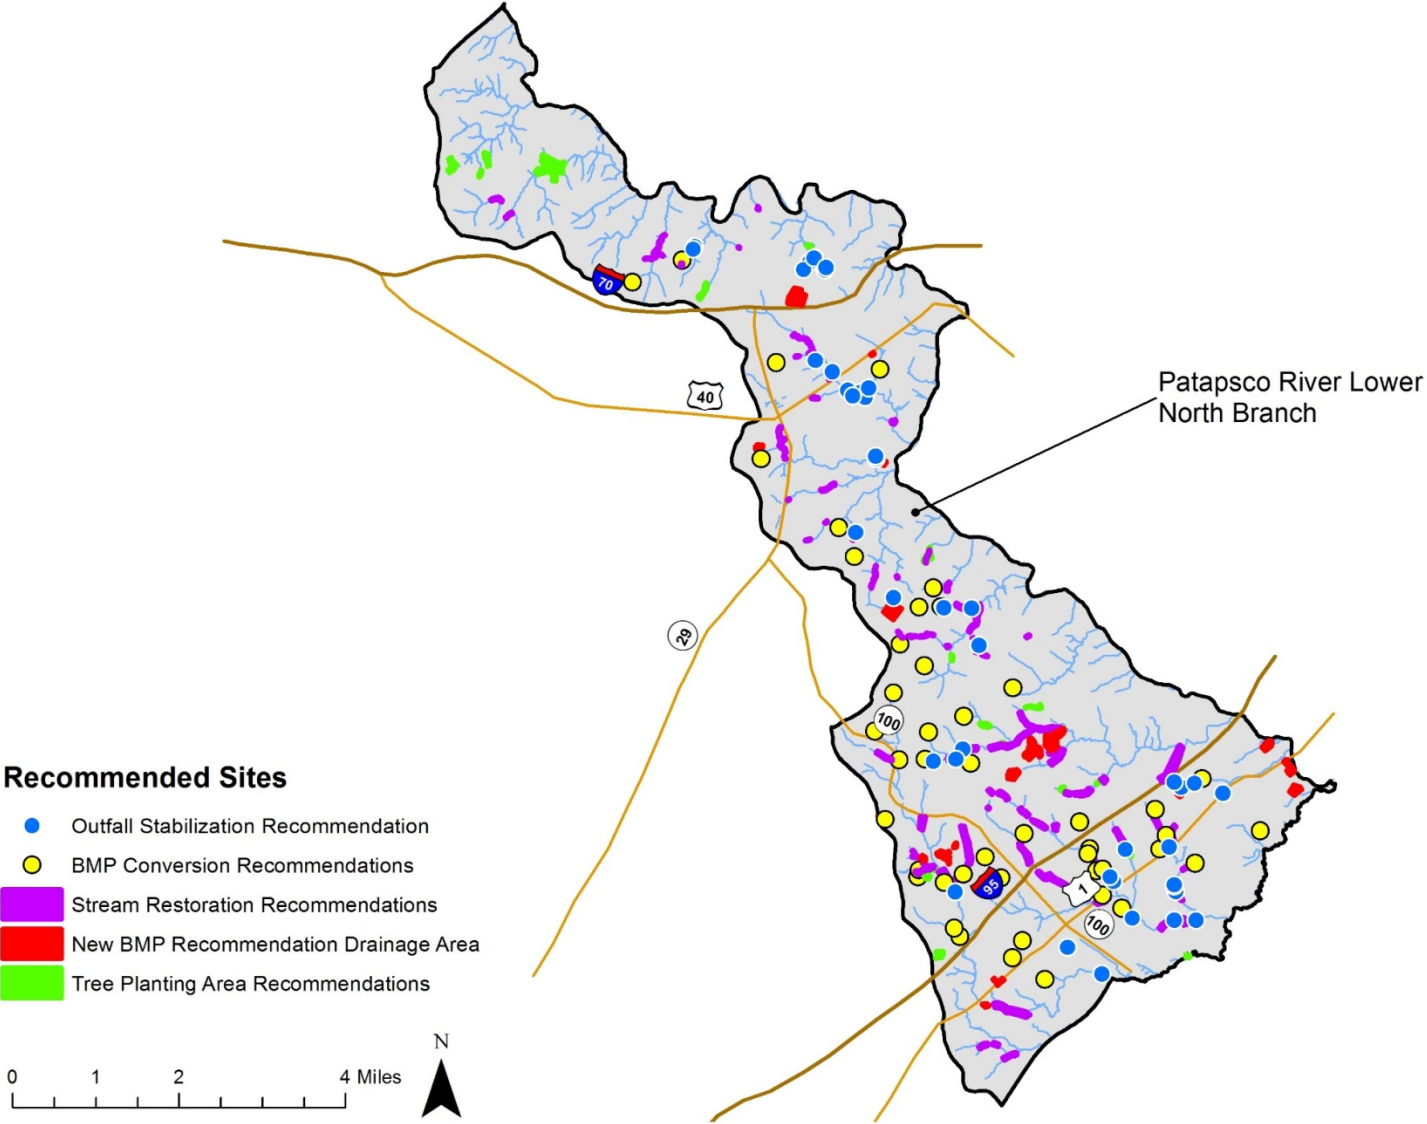 70
40
Patapsco River Lower
North Branch
29
100
Recommended Sites
Outfall Stabilization Recommendation
BMP Conversion Recommendations
Stream Restoration Recommendations
New BMP Recommendation Drainage Area
Tree Planting Area Recommendations
95
1
100
N
0 1 2 4 Miles